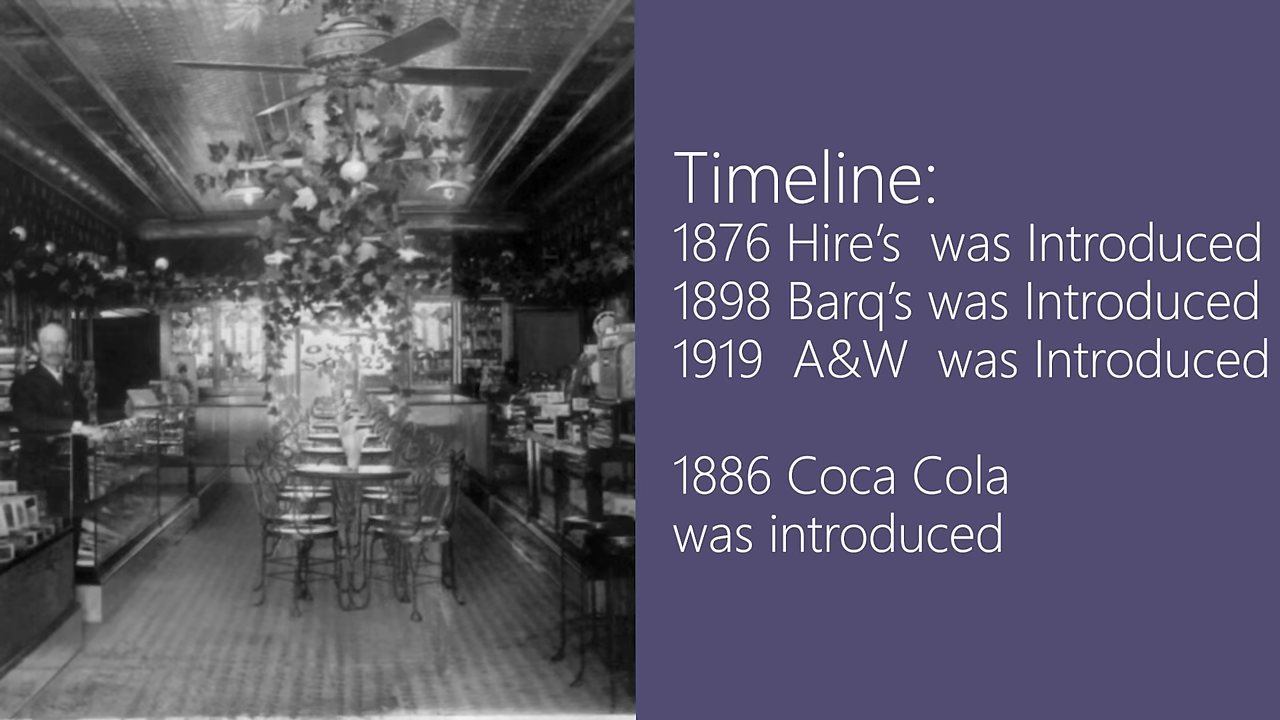 Timeline:
1876 Hire’s  was Introduced
1898 Barq’s was Introduced
1919  A&W  was Introduced
1886 Coca Cola
was introduced